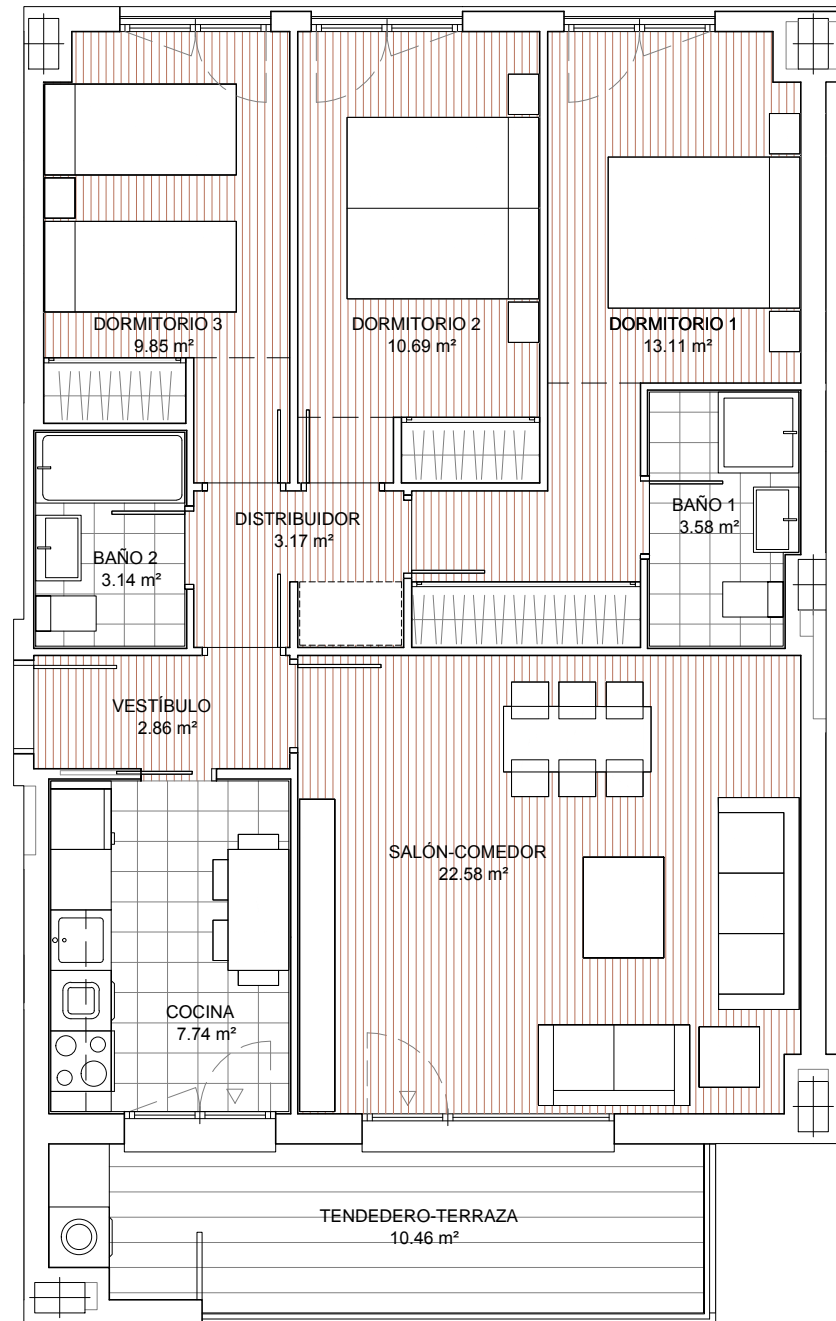 DORMITORIO 3
9.85 m²
DORMITORIO 2
10.69 m²
DORMITORIO 1
13.11 m²
DISTRIBUIDOR
3.17 m²
BAÑO 1
3.58 m²
BAÑO 2
3.14 m²
VESTÍBULO
2.86 m²
SALÓN-COMEDOR
22.58 m²
COCINA
7.74 m²
TENDEDERO-TERRAZA
10.46 m²